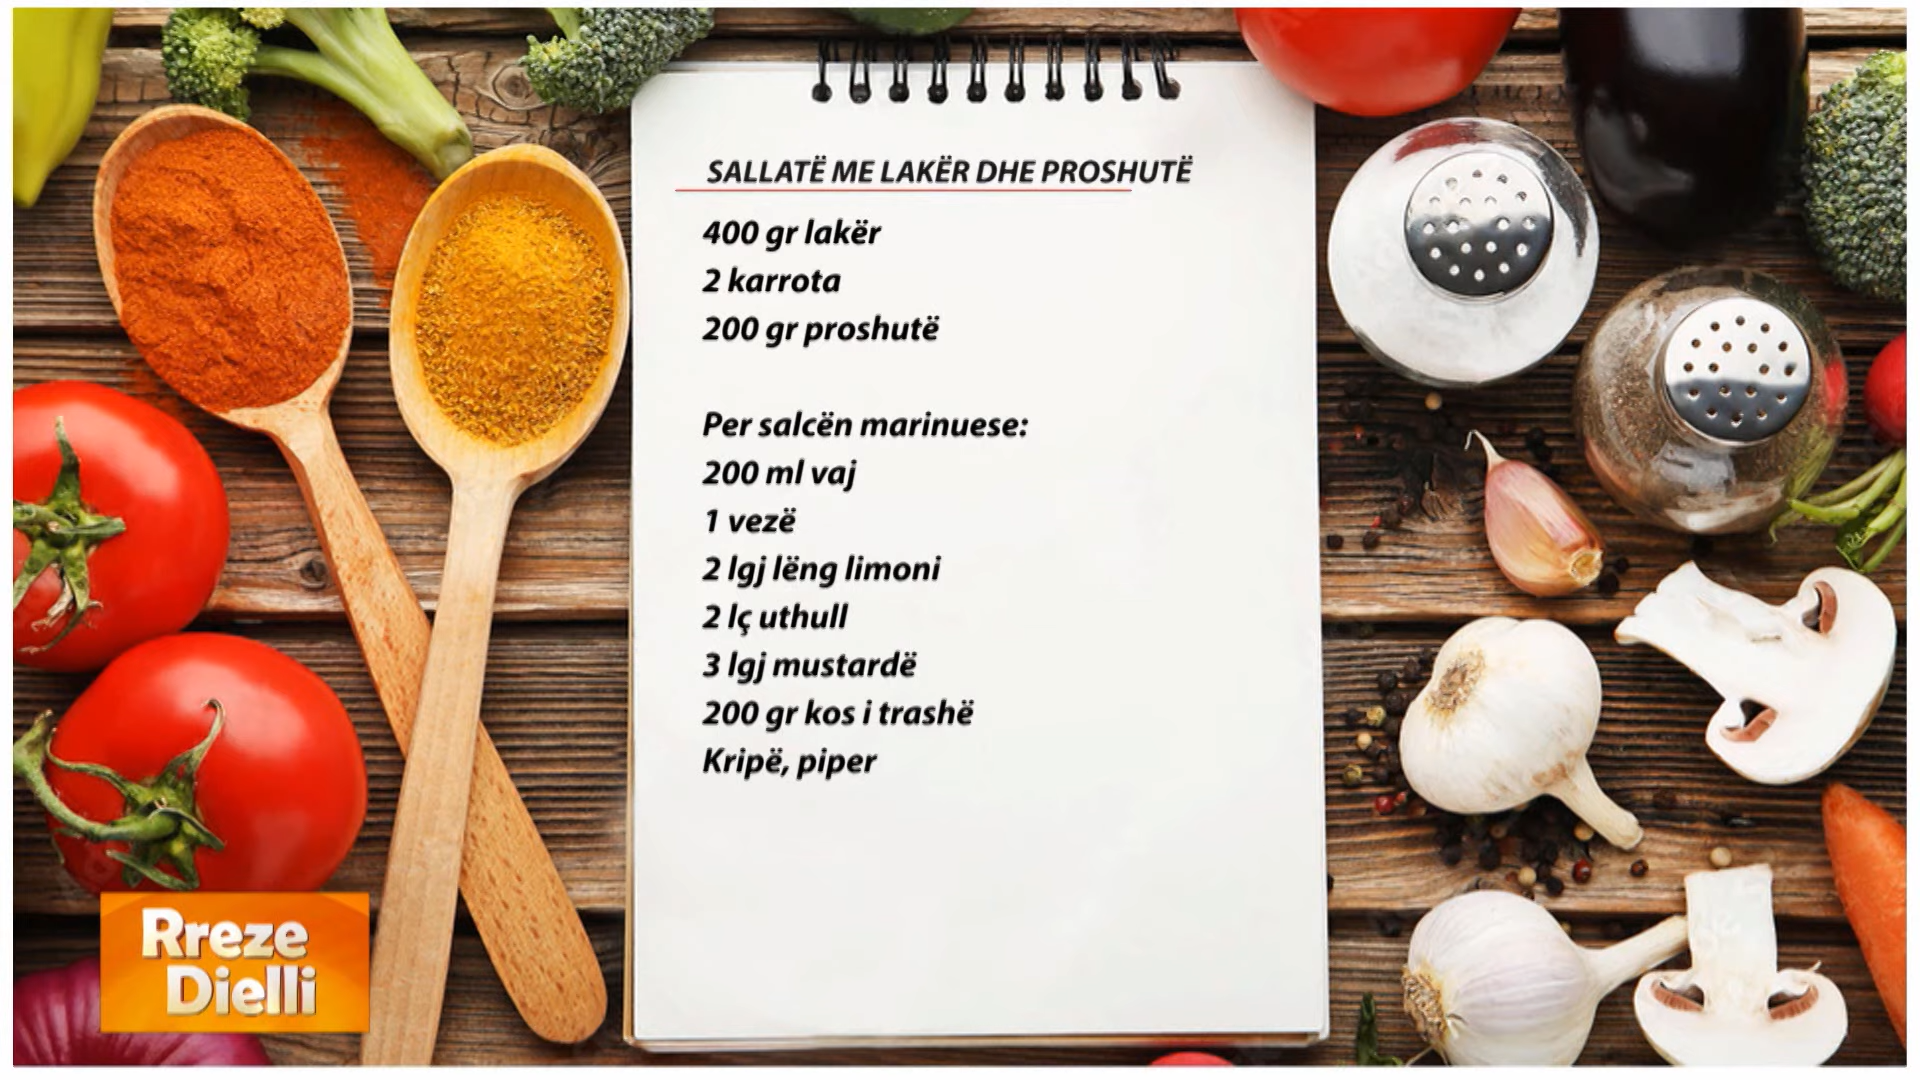 SALLATË ME LAKËR DHE PROSHUTË
400 gr lakër
2 karrota
200 gr proshutë
Per salcën marinuese:
200 ml vaj
1 vezë
2 lgj lëng limoni
2 lç uthull
3 lgj mustardë
200 gr kos i trashë
Kripë, piper
Rreze
Dielli